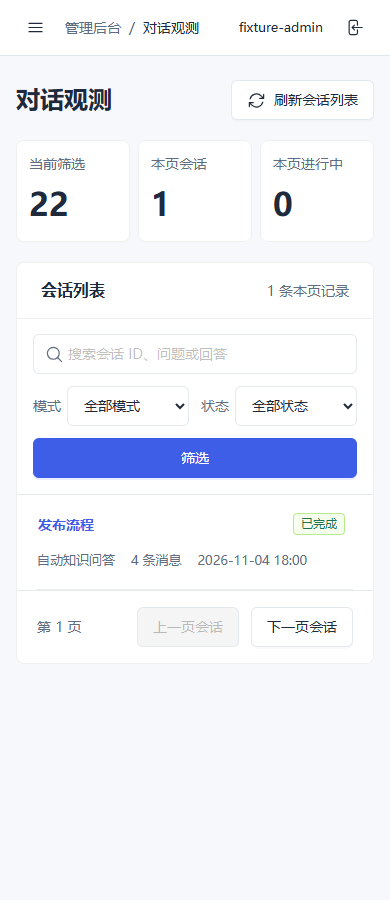 管理后台 / 对话观测 fixture-admin
对话观测 刷新会话列表
当前筛选 本页会话 本页进行中
22 1 0
会话列表 1 条本页记录
搜索会话 ID、问题或回答
模式 全部模式 状态 全部状态
筛选
发布流程 已完成
自动知识问答 4 条消息 2026-11-04 18:00
第 1 页 上一页会话 下一页会话